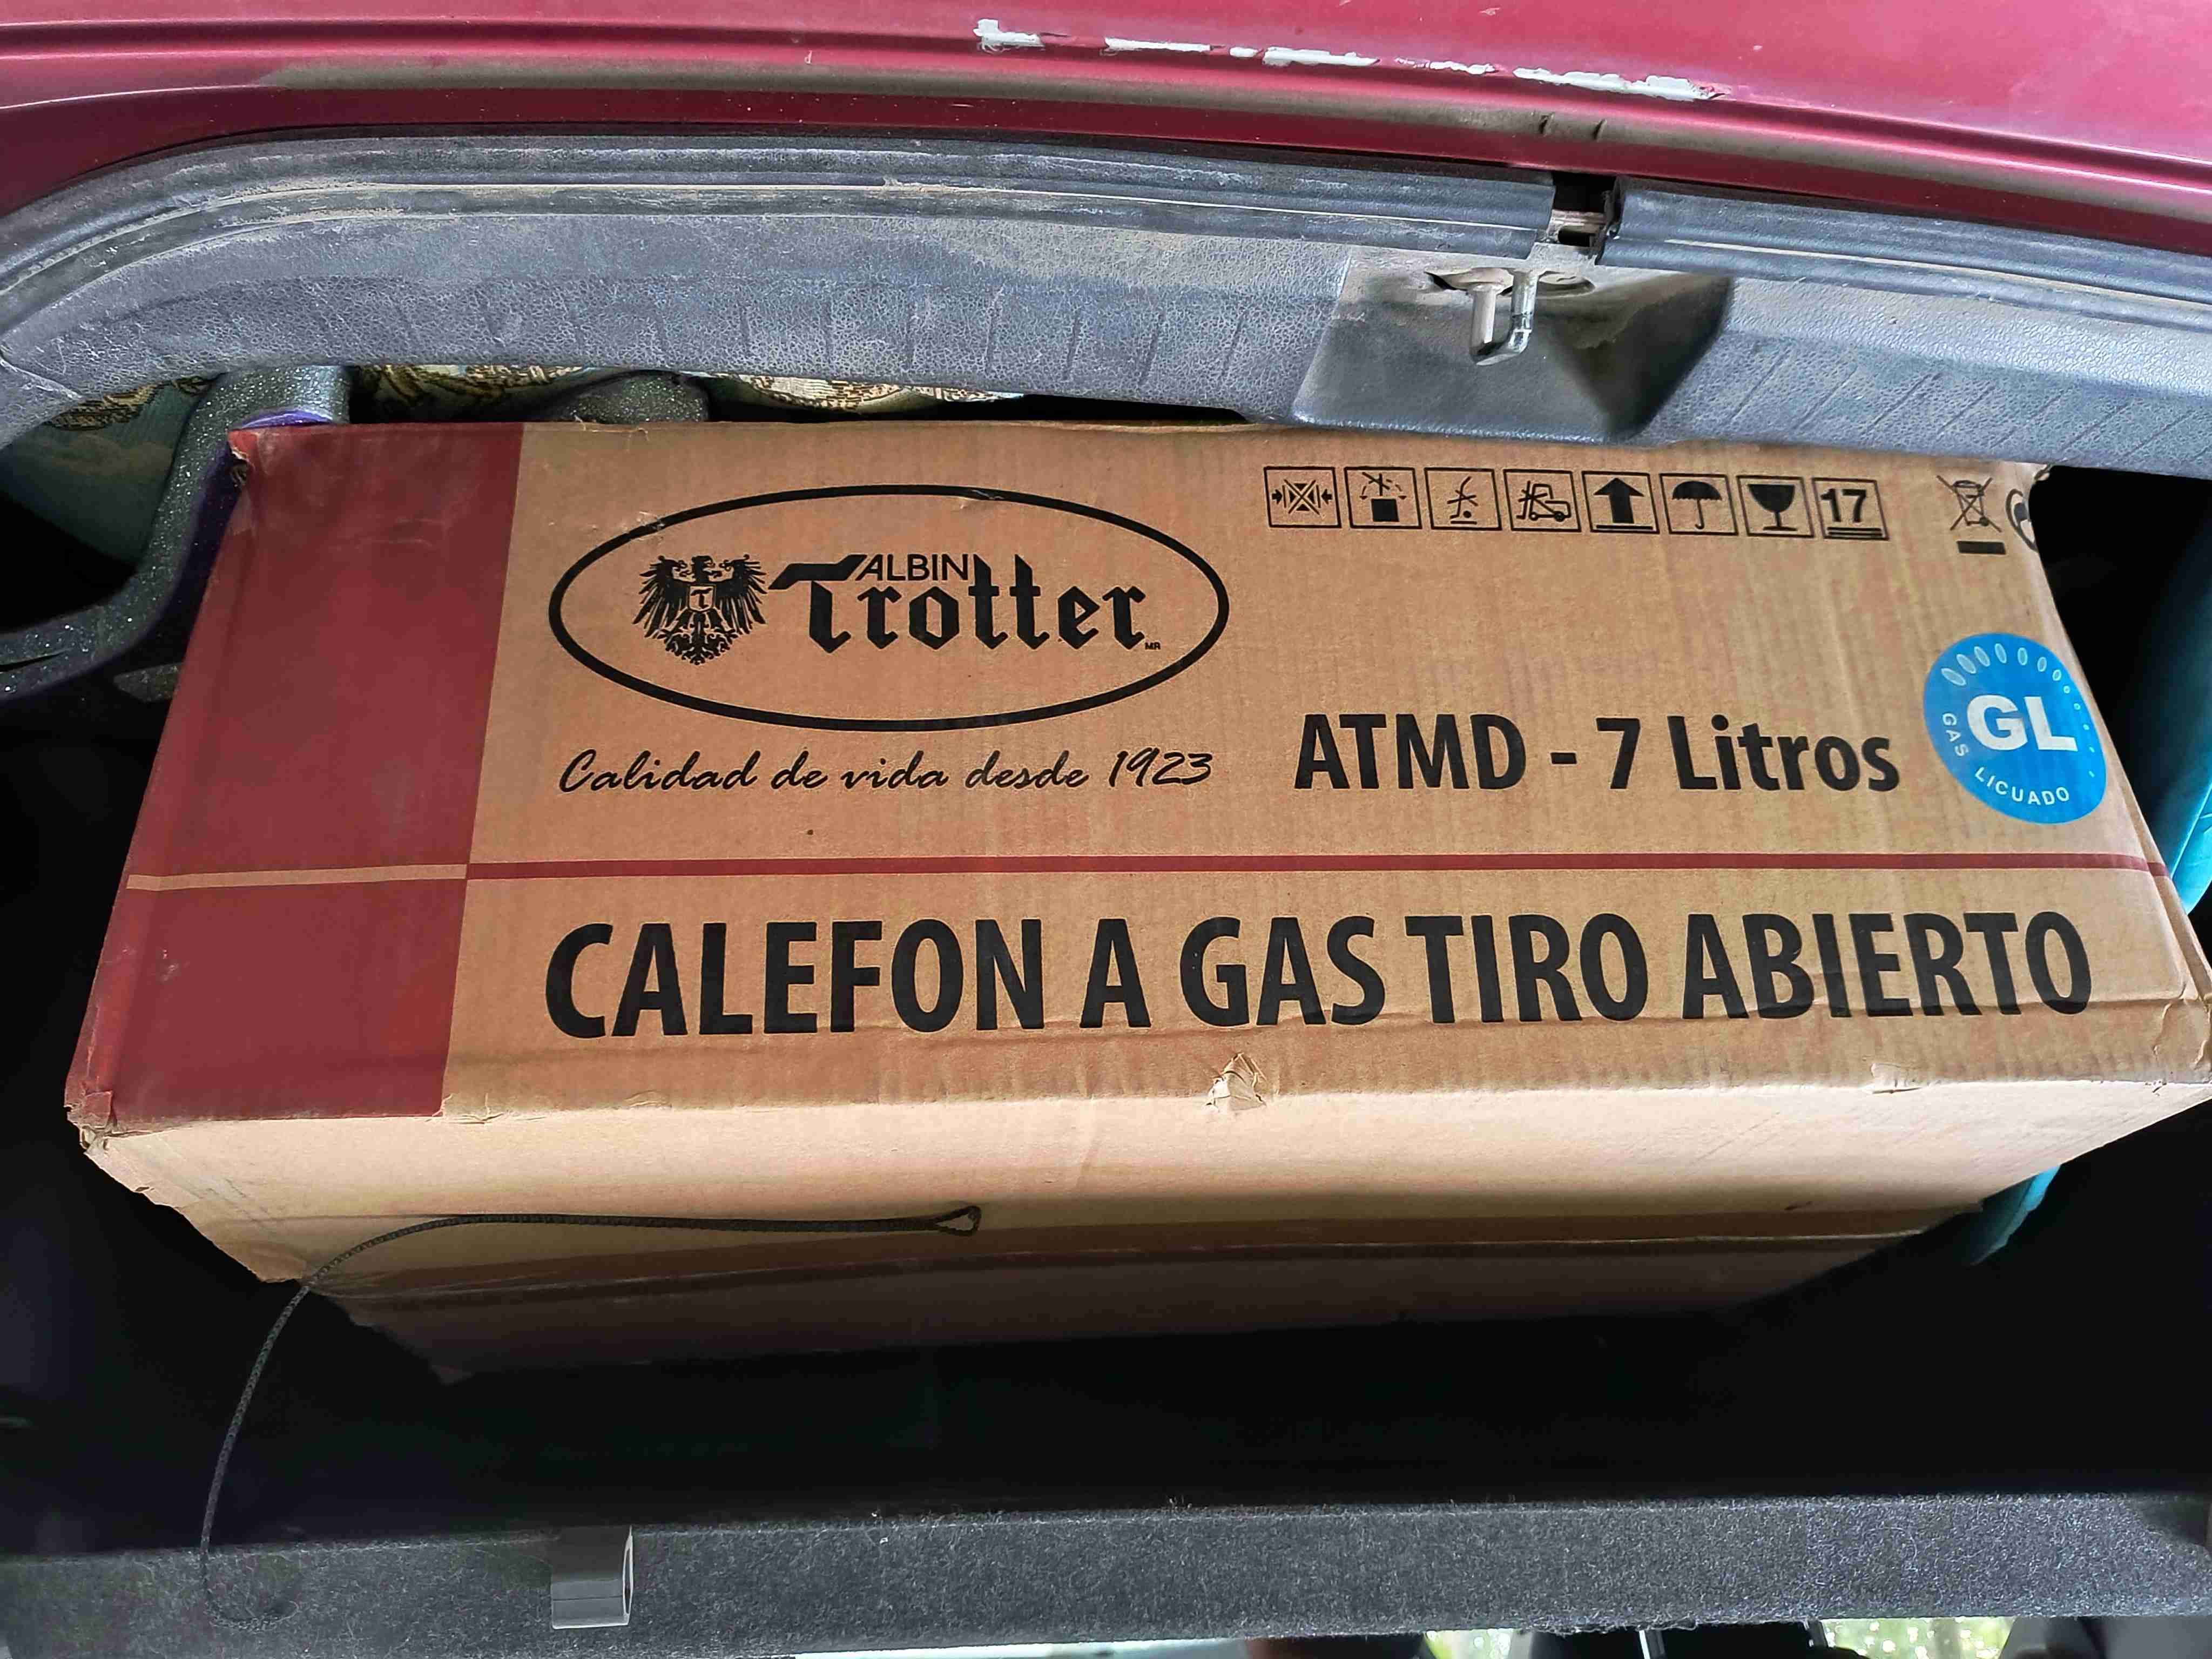 ALBIN
Trotter
MR
Calidad de vida desde 1923
17
ATMD - 7 Litros
GL
GAS LICUADO
CALEFON A GAS TIRO ABIERTO